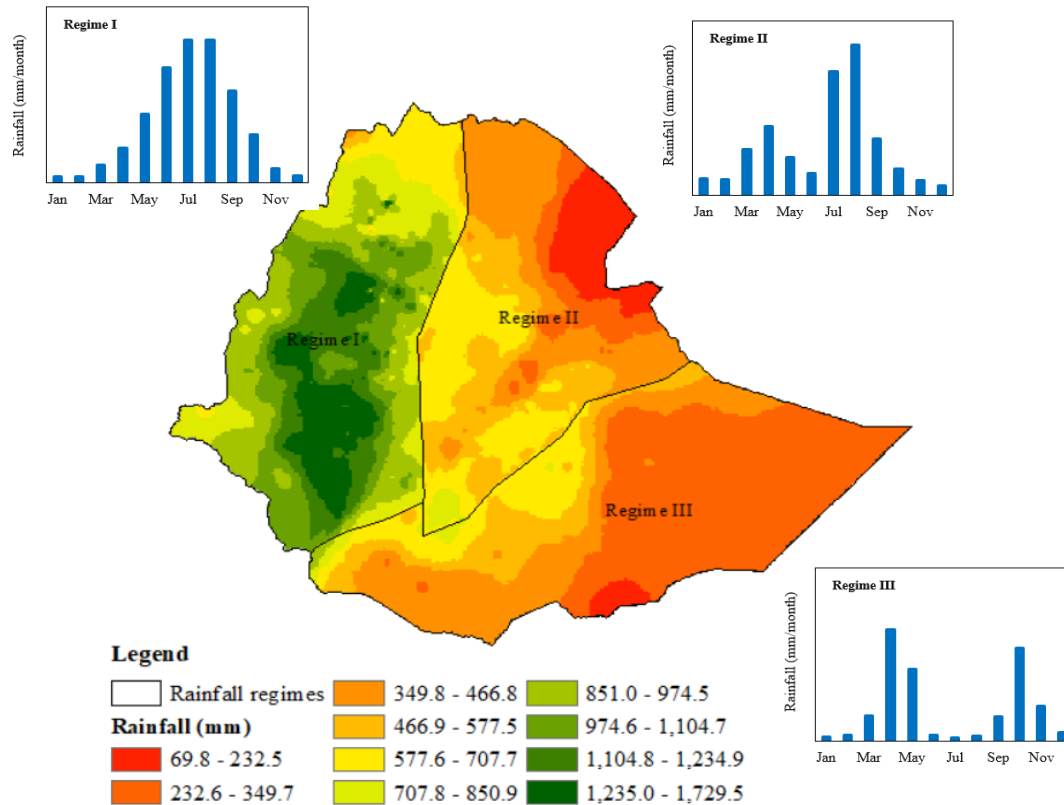 Regime I
Rainfall (mm/month)
Jan Mar May Jul Sep Nov
Regime II
Rainfall (mm/month)
Jan Mar May Jul Sep Nov
Regime I
Regime II
Regime III
Regime III
Rainfall (mm/month)
Jan Mar May Jul Sep Nov
Legend
Rainfall regimes
Rainfall (mm)
69.8 - 232.5
232.6 - 349.7
349.8 - 466.8
466.9 - 577.5
577.6 - 707.7
707.8 - 850.9
851.0 - 974.5
974.6 - 1,104.7
1,104.8 - 1,234.9
1,235.0 - 1,729.5